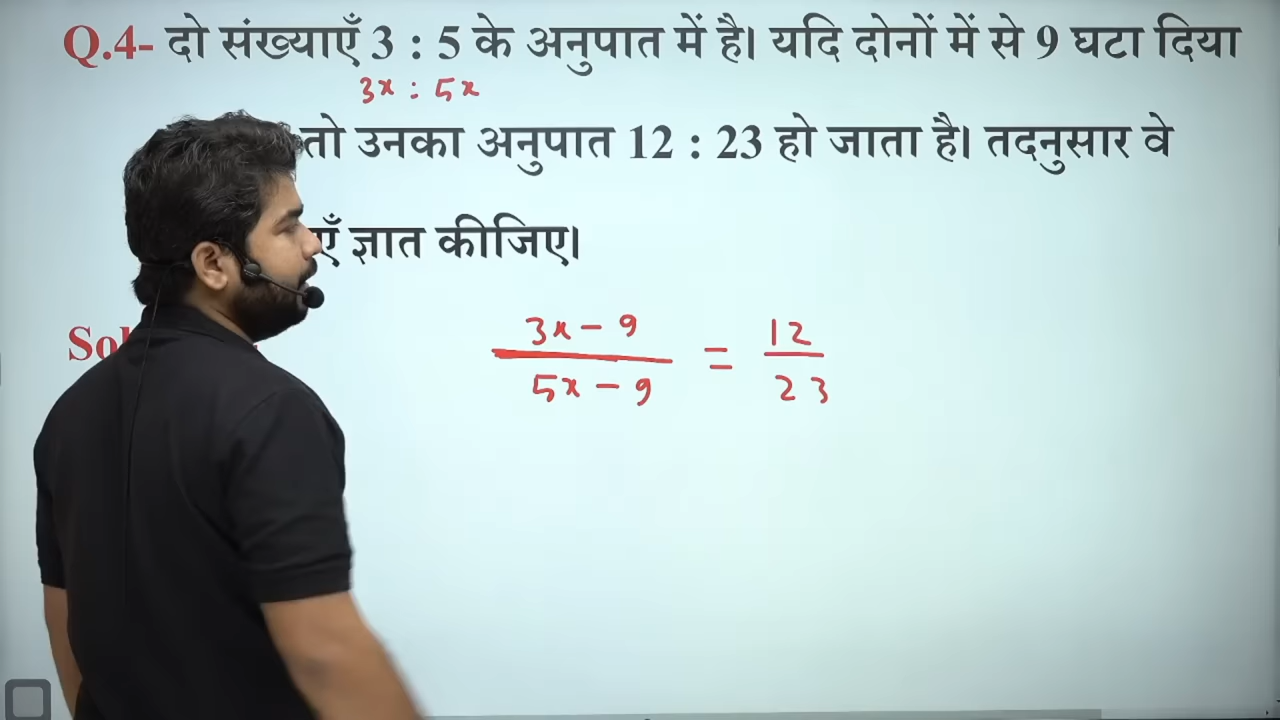 Q.4- दो संख्याएँ 3 : 5 के अनुपात में है। यदि दोनों में से 9 घटा दिया
3x : 5x
तो उनका अनुपात 12 : 23 हो जाता है। तदनुसार वे
ज्ञात कीजिए।
3x - 9
5x - 9
=
12
23